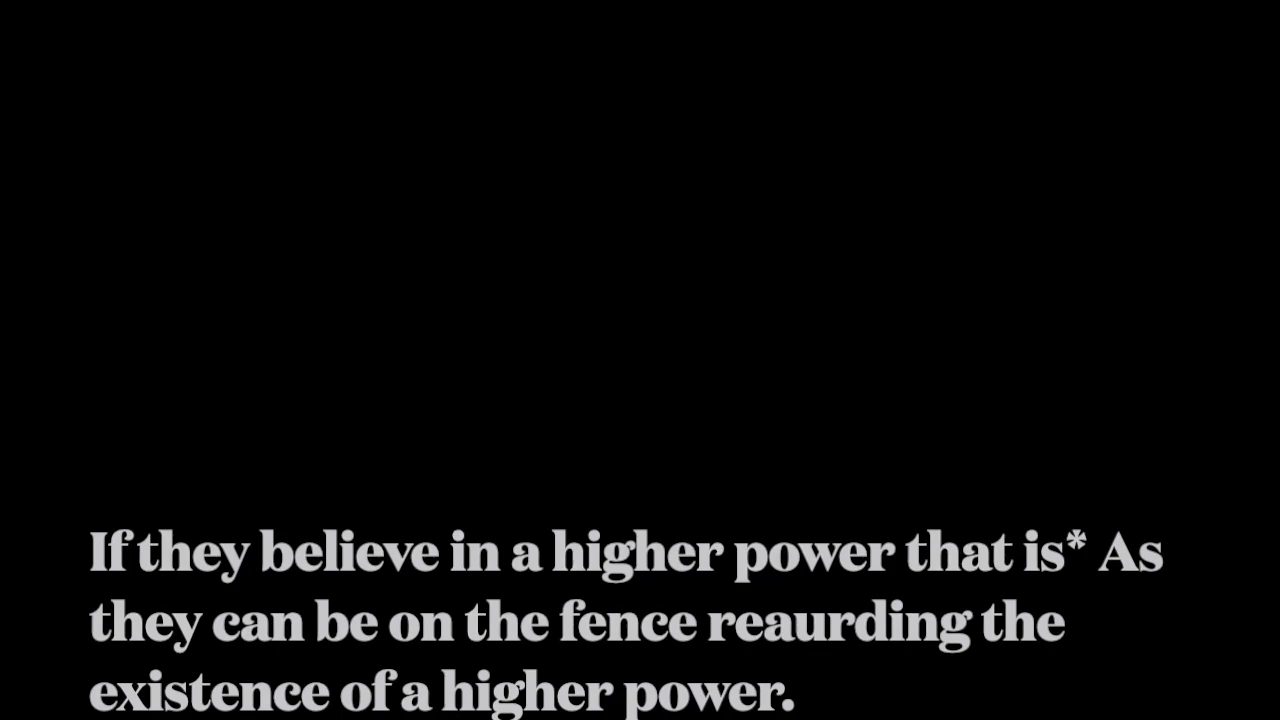 If they believe in a higher power that is* As
they can be on the fence reaurding the
existence of a higher power.